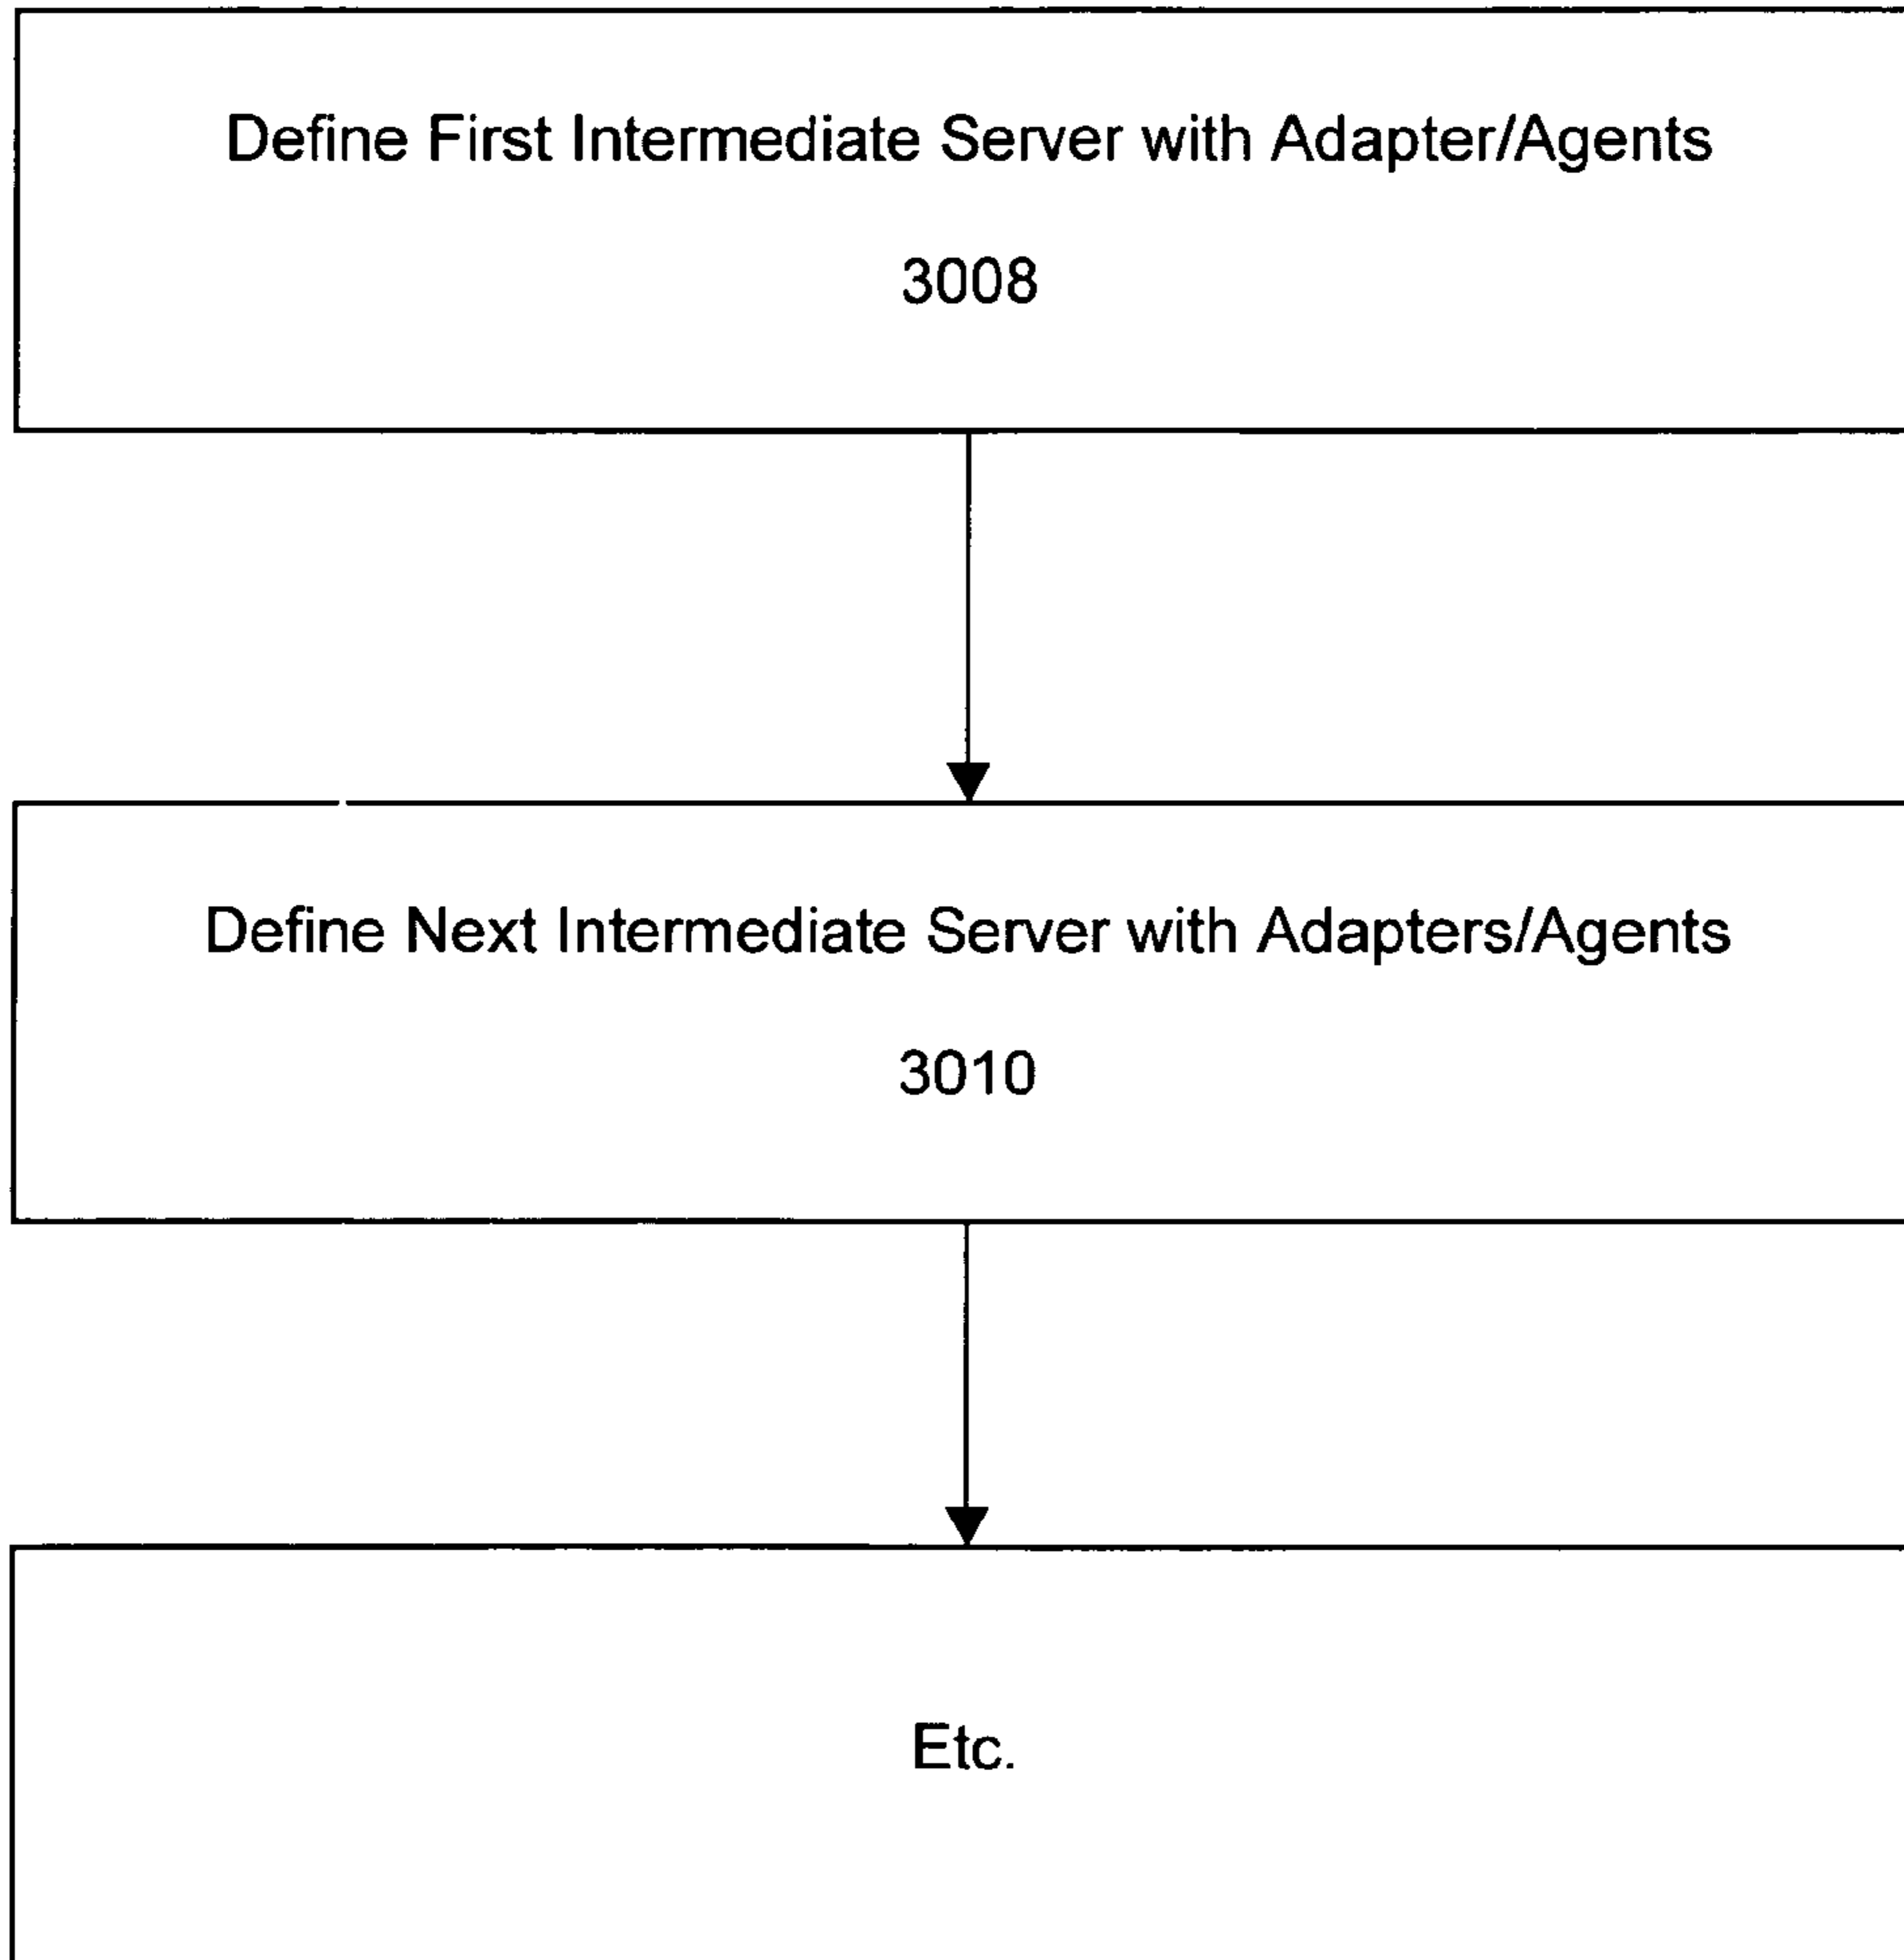 Define First Intermediate Server with Adapter/Agents
3008
Define Next Intermediate Server with Adapters/Agents
3010
Etc.